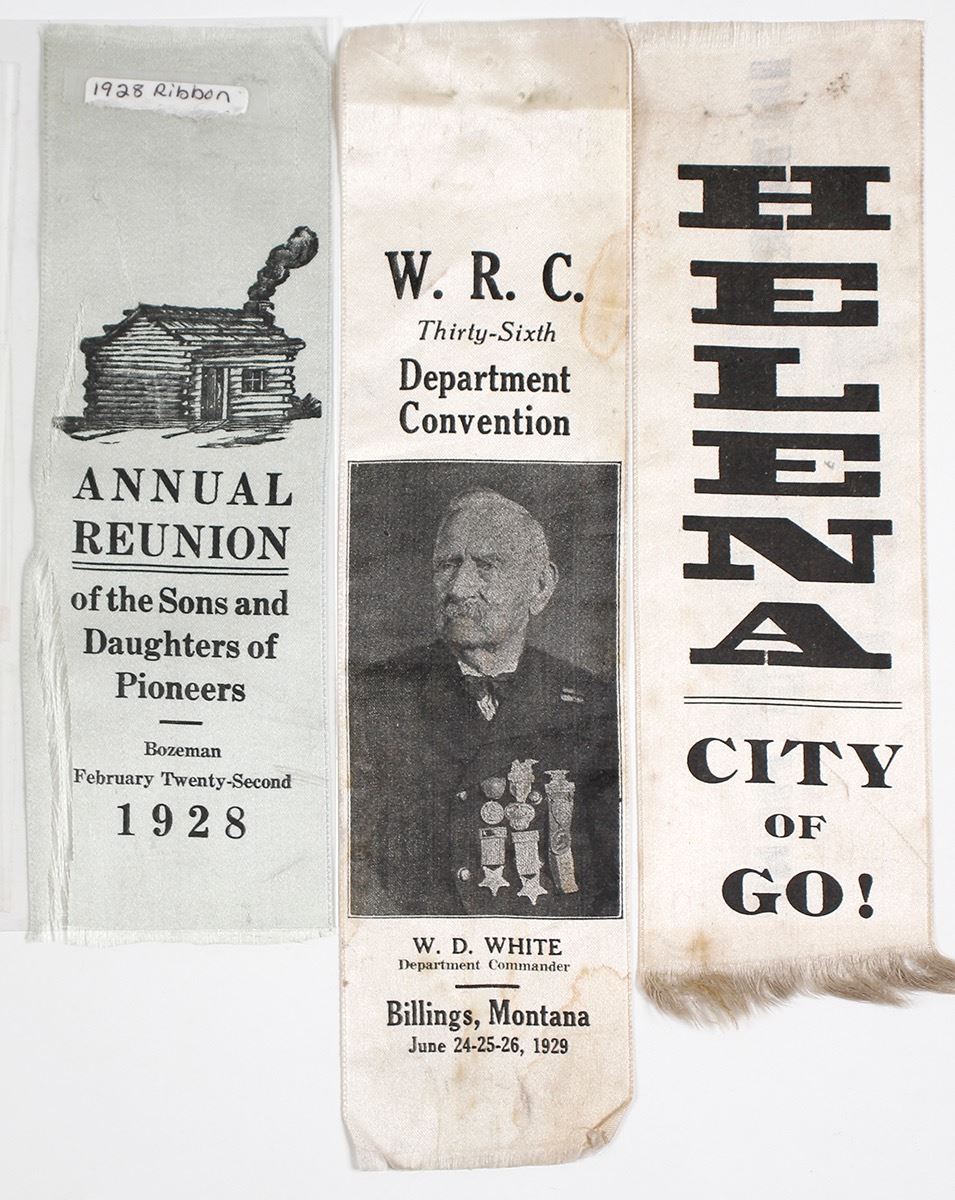 1928 Ribbon
ANNUAL
REUNION
of the Sons and
Daughters of
Pioneers
Bozeman
February Twenty-Second
1928
W. R. C.
Thirty-Sixth
Department
Convention
W. D. WHITE
Department Commander
Billings, Montana
June 24-25-26, 1929
HELENA
CITY
OF
GO!